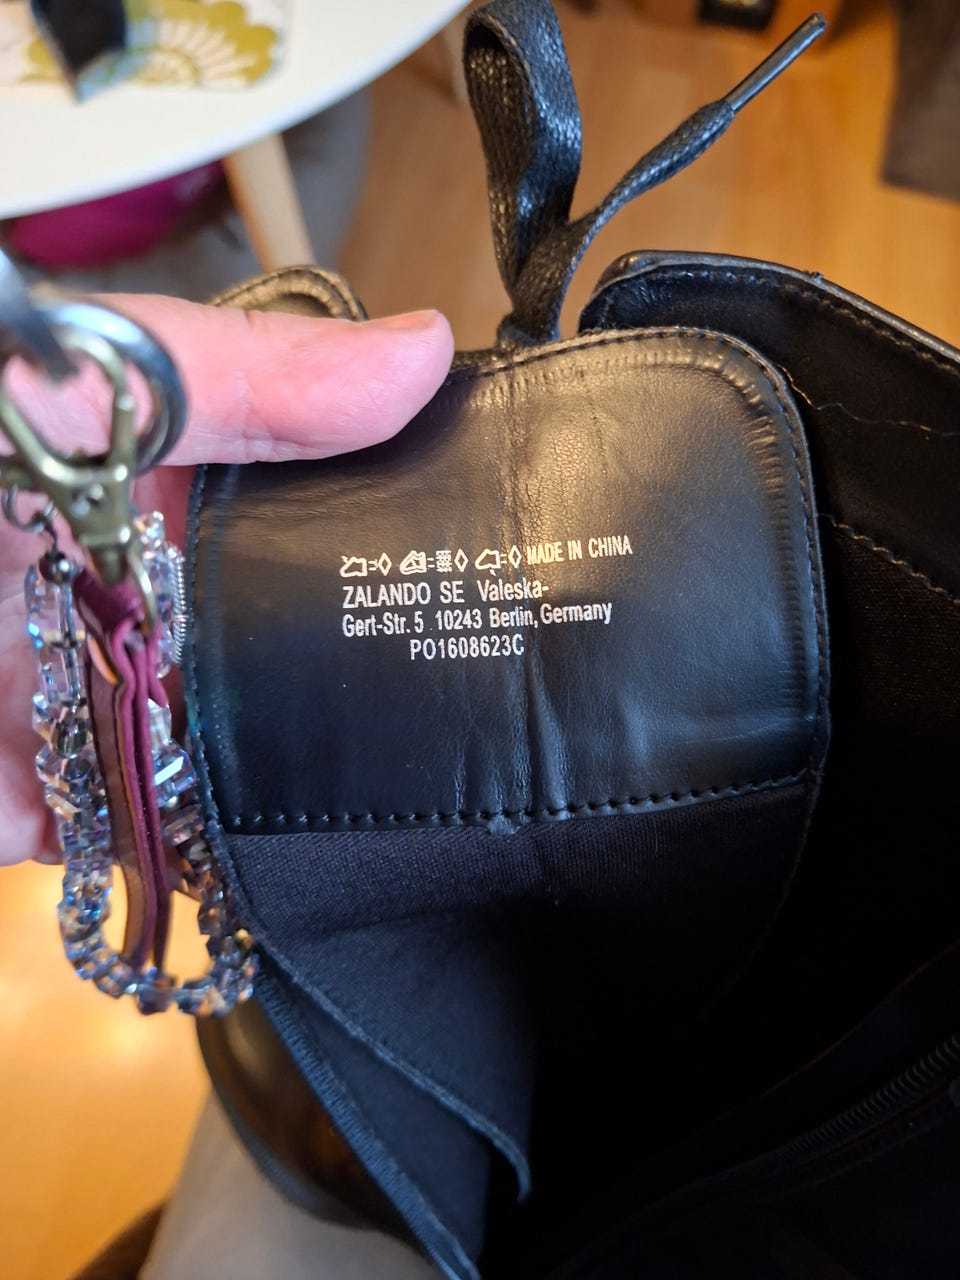 MADE IN CHINA
ZALANDO SE Valeska-
Gert-Str. 5 10243 Berlin, Germany
PO1608623C